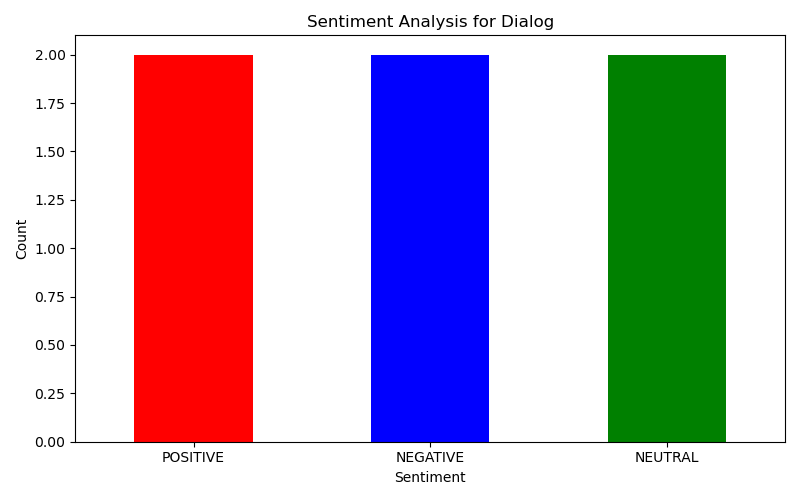 Sentiment Analysis for Dialog
2.00
1.75
1.50
1.25
1.00
0.75
0.50
0.25
0.00
Count
POSITIVE NEGATIVE NEUTRAL
Sentiment